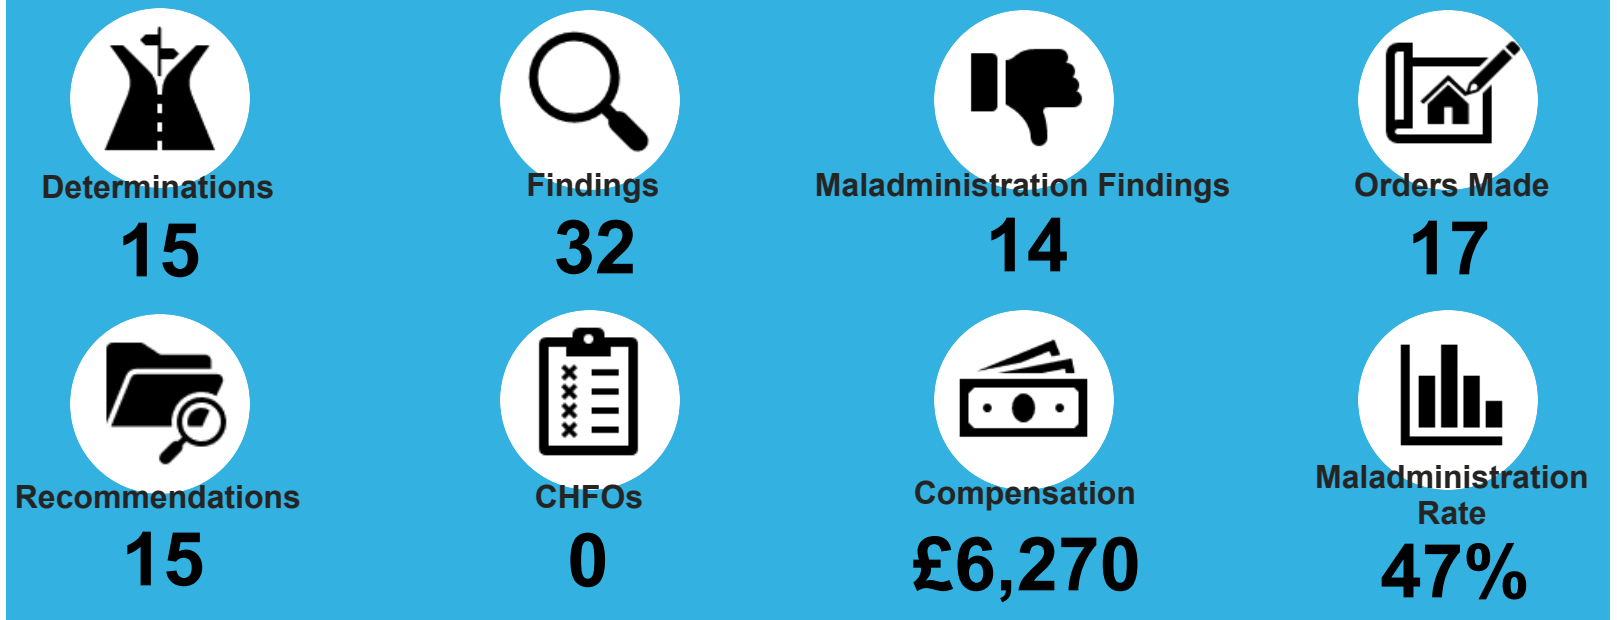 Determinations
15
Findings
32
Maladministration Findings
14
Orders Made
17
Recommendations
15
CHFOs
0
Compensation
£6,270
Maladministration
Rate
47%